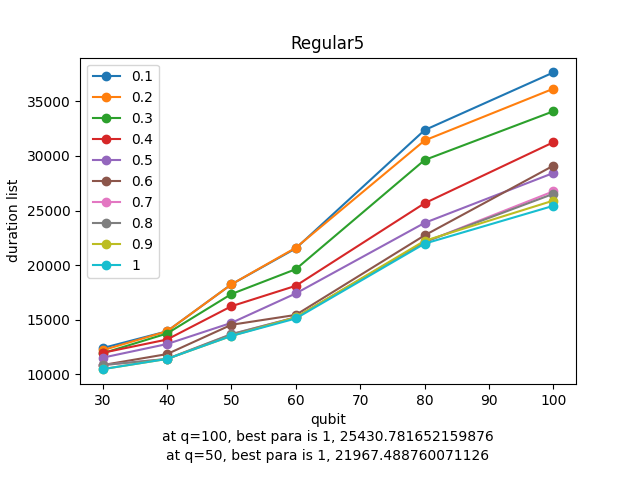 Regular5
duration list
35000
30000
25000
20000
15000
10000
0.1
0.2
0.3
0.4
0.5
0.6
0.7
0.8
0.9
1
30 40 50 60 70 80 90 100
qubit
at q=100, best para is 1, 25430.781652159876
at q=50, best para is 1, 21967.488760071126